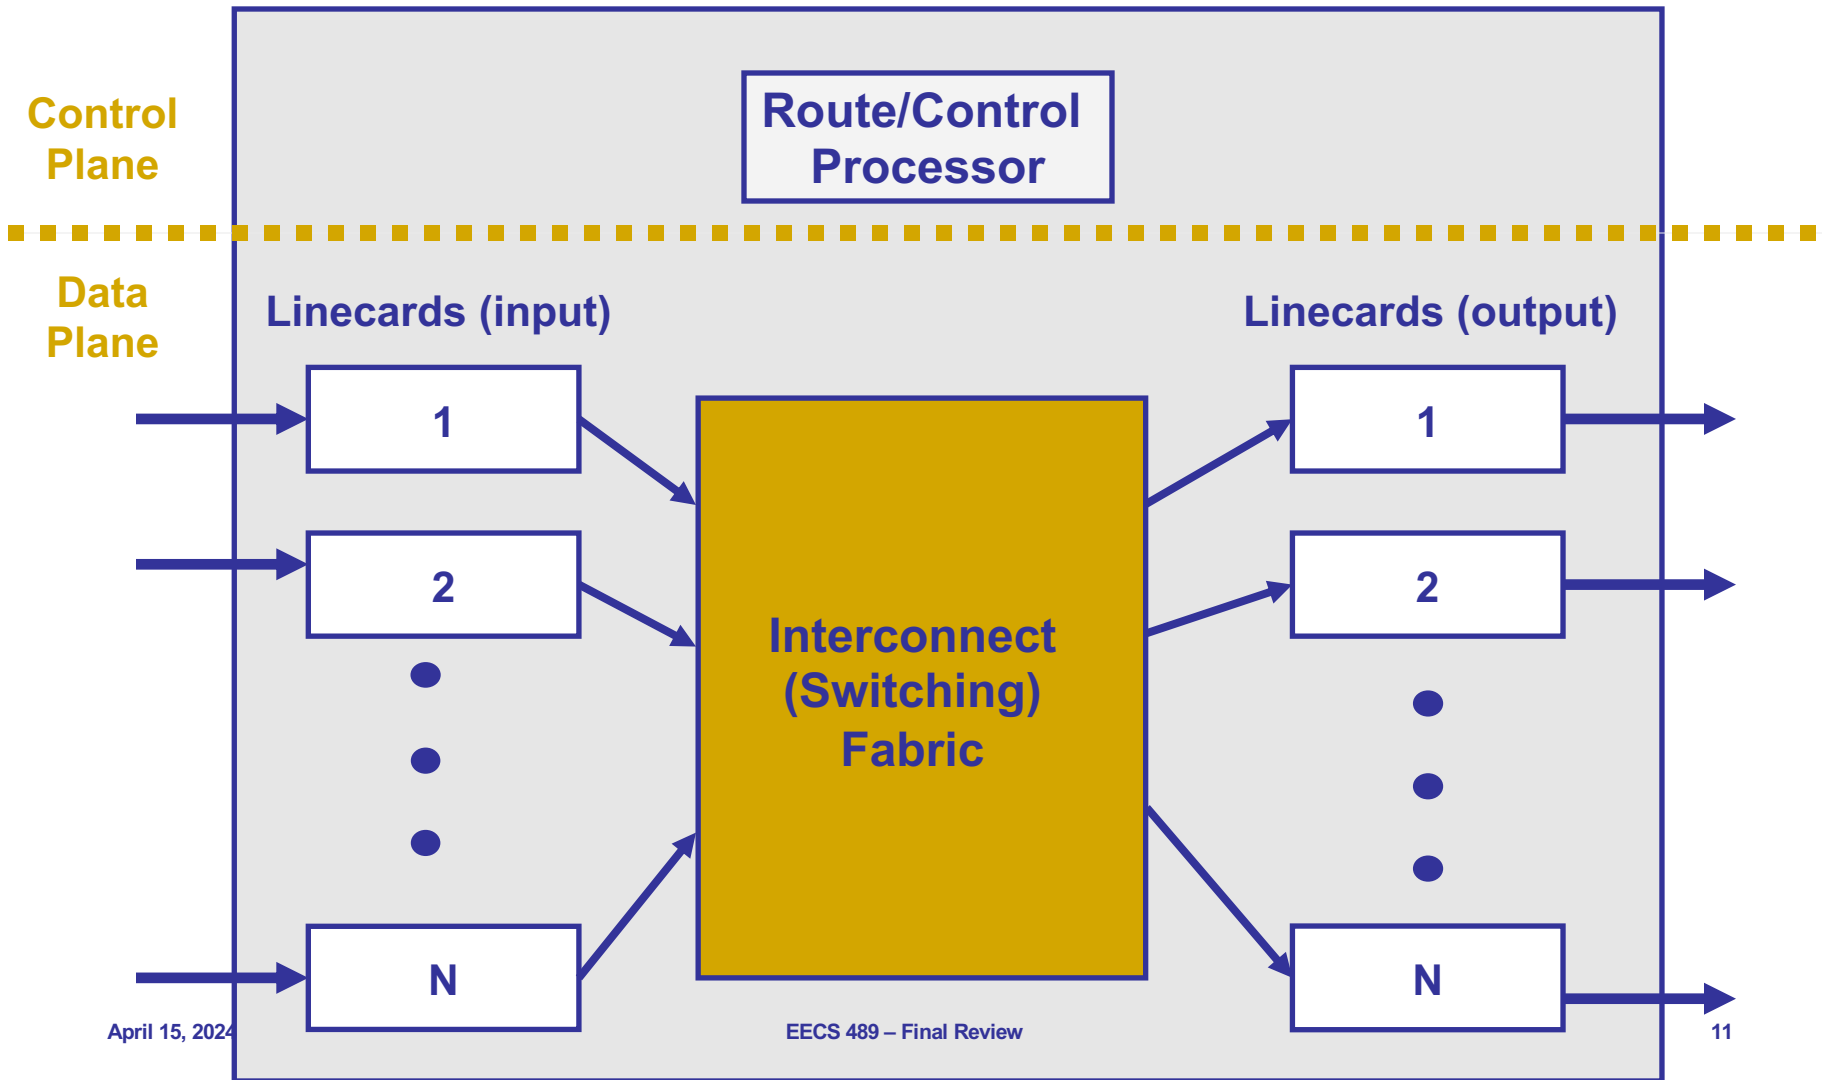 Control
Plane
Route/Control
Processor
Data
Plane
Linecards (input)
Linecards (output)
1
1
2
2
Interconnect
(Switching)
Fabric
N
N
April 15, 2024
EECS 489 – Final Review
11